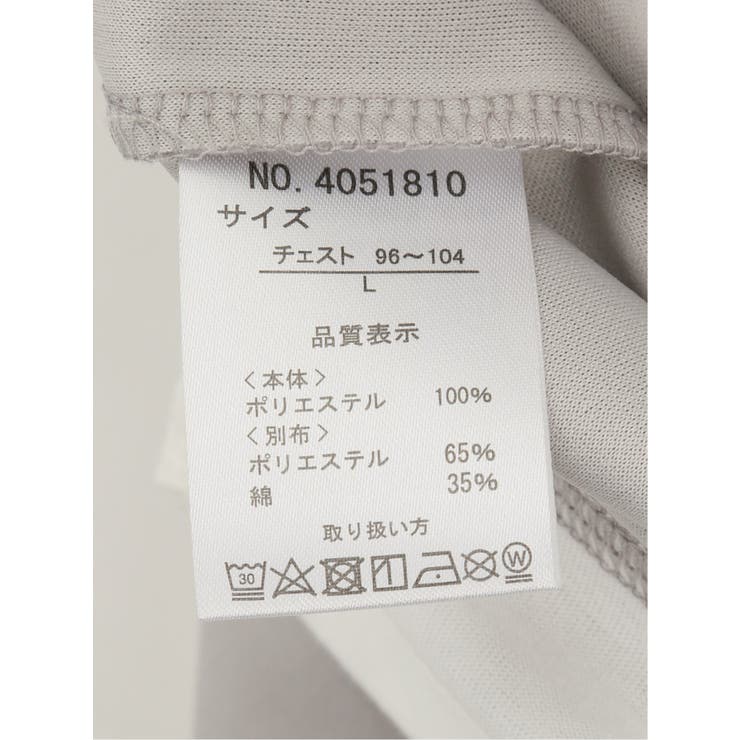 NO. 4051810
サイズ
チェスト 96～104
L
品質表示
＜本体＞
ポリエステル 100%
＜別布＞
ポリエステル 65%
綿 35%
取り扱い方
30
W